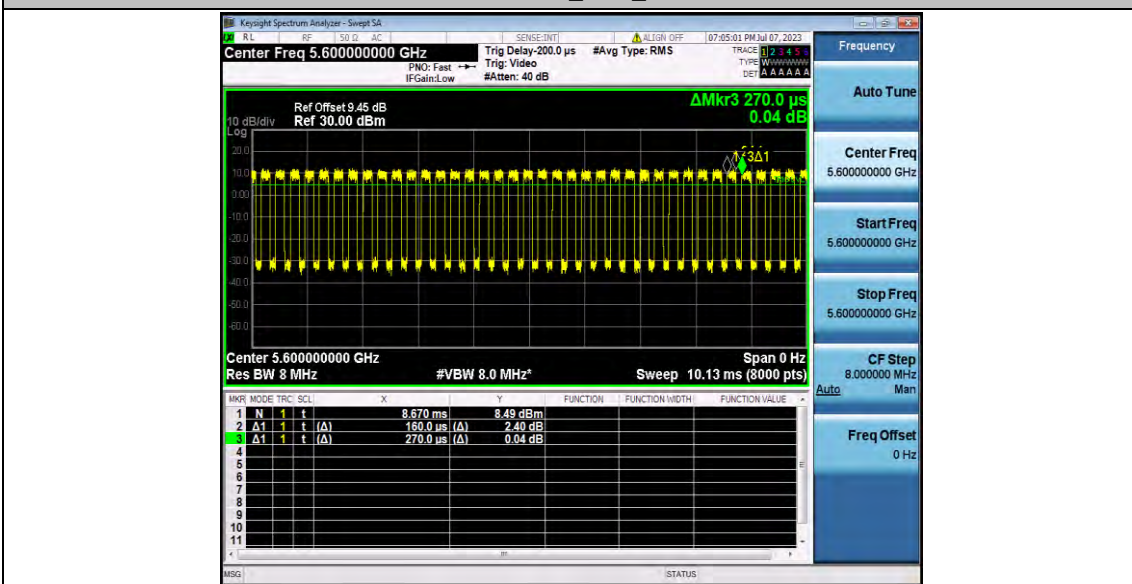 Keysight Spectrum Analyzer - Swept SA
RL RF 50 Ω AC SENSE:INT ALIGN OFF 07:05:01 PM Jul 07, 2023
Center Freq 5.600000000 GHz
PNO: Fast
IFGain:Low
Trig Delay-200.0 µs
Trig: Video
#Atten: 40 dB
#Avg Type: RMS
TRACE 1 2 3 4 5 6
TYPE W
DET A A A A A A
Frequency
Auto Tune
Center Freq
5.600000000 GHz
Start Freq
5.600000000 GHz
Stop Freq
5.600000000 GHz
CF Step
8.000000 MHz
Auto Man
Freq Offset
0 Hz
Ref Offset 9.45 dB
Ref 30.00 dBm
10 dB/div
Log
ΔMkr3 270.0 µs
0.04 dB
20.0
10.0
0.00
-10.0
-20.0
-30.0
-40.0
-50.0
-60.0
3Δ1
Center 5.600000000 GHz
Res BW 8 MHz
#VBW 8.0 MHz*
Span 0 Hz
Sweep 10.13 ms (8000 pts)
MKR MODE TRC SCL X Y FUNCTION FUNCTION WIDTH FUNCTION VALUE
1 N 1 t 8.670 ms 8.49 dBm
2 Δ1 1 t (Δ) 160.0 µs (Δ) 2.40 dB
3 Δ1 1 t (Δ) 270.0 µs (Δ) 0.04 dB
4
5
6
7
8
9
10
11
MSG STATUS